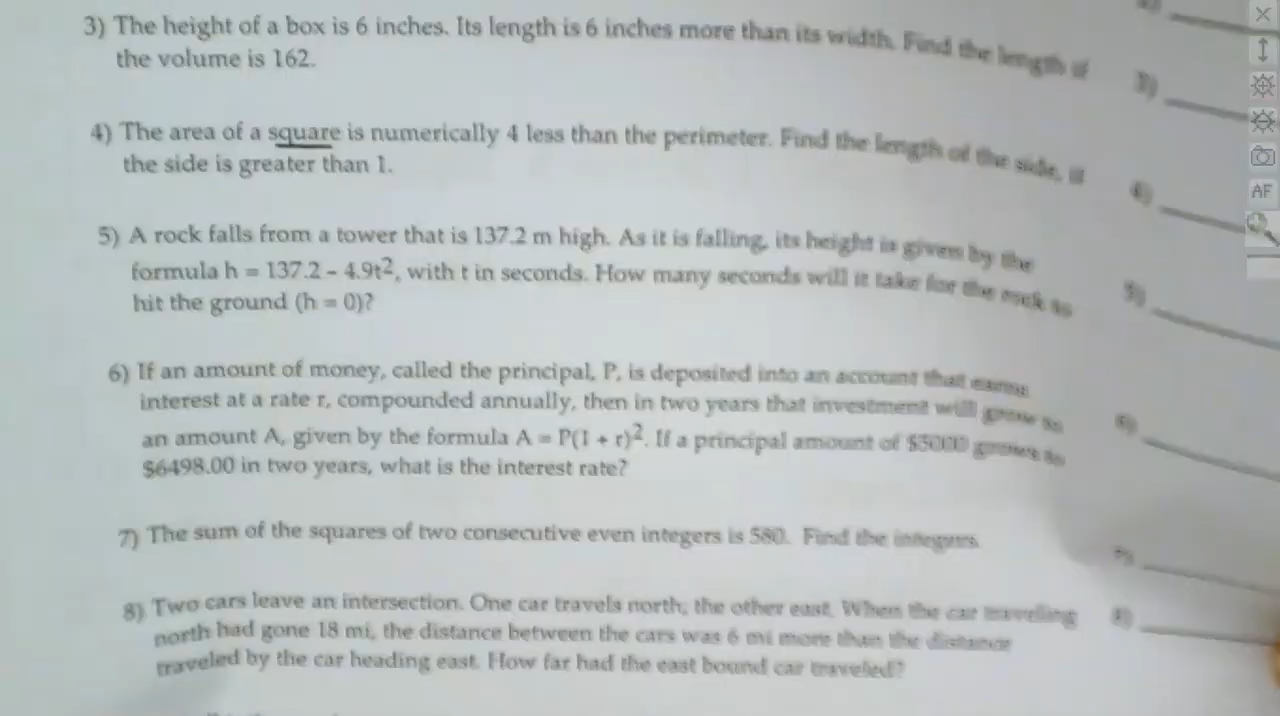 3) The height of a box is 6 inches. Its length is 6 inches more than its width. Find the length if
the volume is 162.
3)
4) The area of a square is numerically 4 less than the perimeter. Find the length of the side, if
the side is greater than 1.
4)
5) A rock falls from a tower that is 137.2 m high. As it is falling, its height is given by the
formula h = 137.2 - 4.9t2, with t in seconds. How many seconds will it take for the rock to
hit the ground (h = 0)?
5)
6) If an amount of money, called the principal, P, is deposited into an account that earns
interest at a rate r, compounded annually, then in two years that investment will grow to
an amount A, given by the formula A = P(1 + r)2. If a principal amount of $5000 grows to
$6498.00 in two years, what is the interest rate?
6)
7) The sum of the squares of two consecutive even integers is 580. Find the integers.
7)
8) Two cars leave an intersection. One car travels north; the other east. When the car travelling
north had gone 18 mi, the distance between the cars was 6 mi more than the distance
traveled by the car heading east. How far had the east bound car traveled?
8)
AF